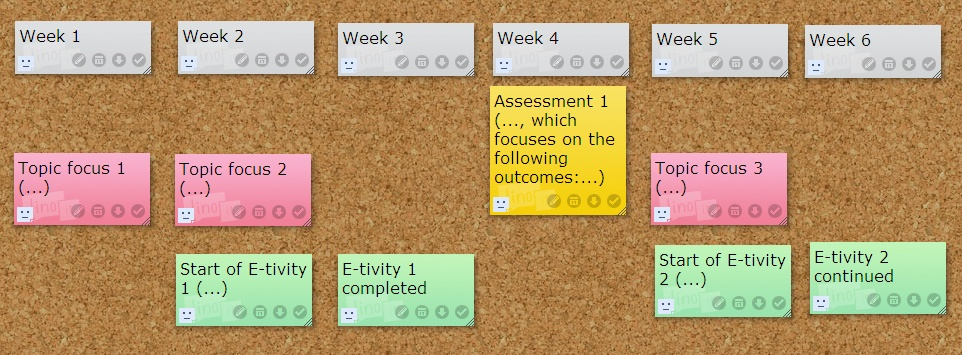 Week 1
Week 2
Week 3
Week 4
Week 5
Week 6
Assessment 1
(..., which
focuses on the
following
outcomes:...)
Topic focus 1
(...)
Topic focus 2
(...)
Topic focus 3
(...)
Start of E-tivity
1 (...)
E-tivity 1
completed
Start of E-tivity
2 (...)
E-tivity 2
continued